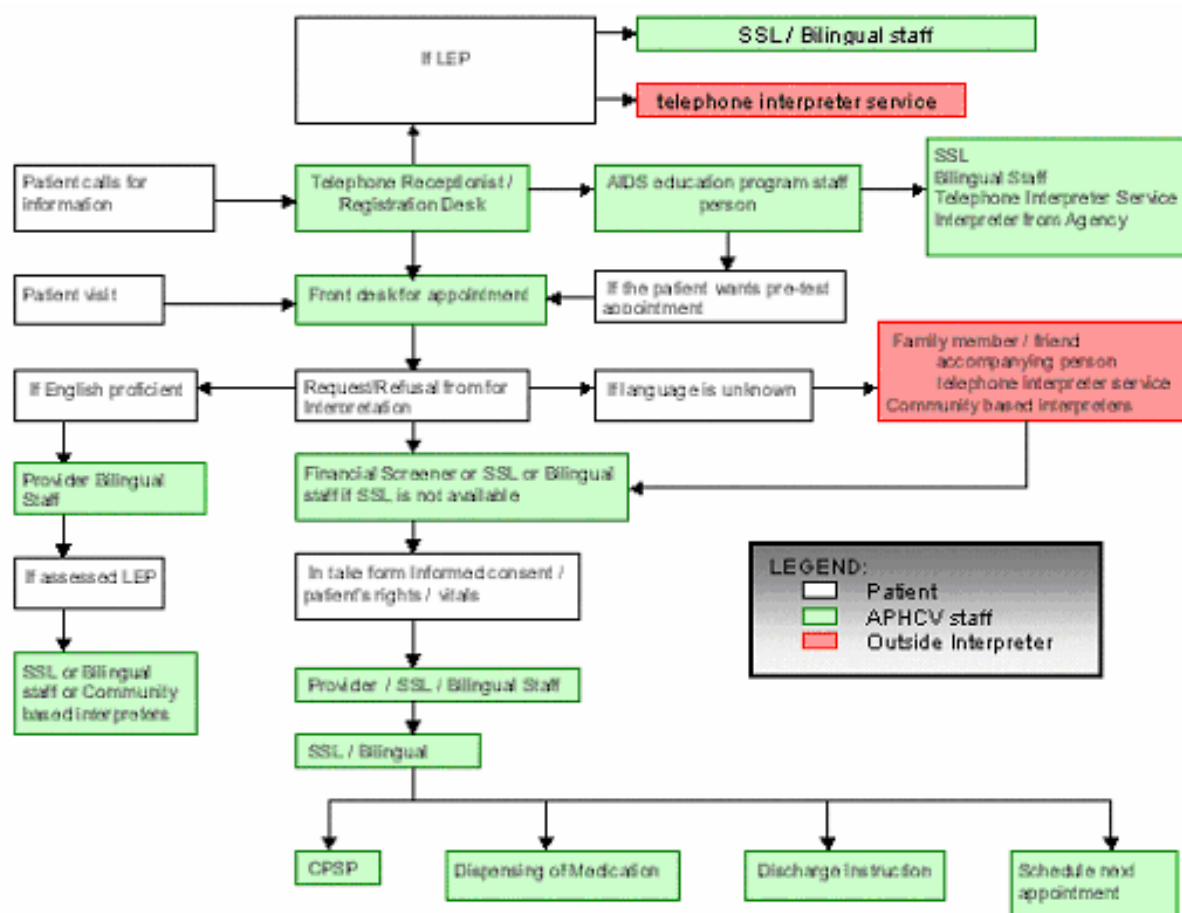 If LEP
SSL / Bilingual staff
telephone interpreter service
Patient calls for
information
Telephone Receptionist /
Registration Desk
AIDS education program staff
person
SSL
Bilingual Staff
Telephone Interpreter Service
Interpreter from Agency
Patient visit
Front desk for appointment
If the patient wants pre-test
appointment
If English proficient
Request/Refusal from for
Interpretation
If language is unknown
Family member / friend
accompanying person
telephone interpreter service
Community based interpreters
Provider Bilingual
Staff
Financial Screener or SSL or Bilingual
staff if SSL is not available
If assessed LEP
In take form Informed consent /
patient's rights / vitals
LEGEND:
Patient
APHCV staff
Outside Interpreter
SSL or Bilingual
staff or Community
based interpreters
Provider / SSL / Bilingual Staff
SSL / Bilingual
CPSP
Dispensing of Medication
Discharge Instruction
Schedule next
appointment